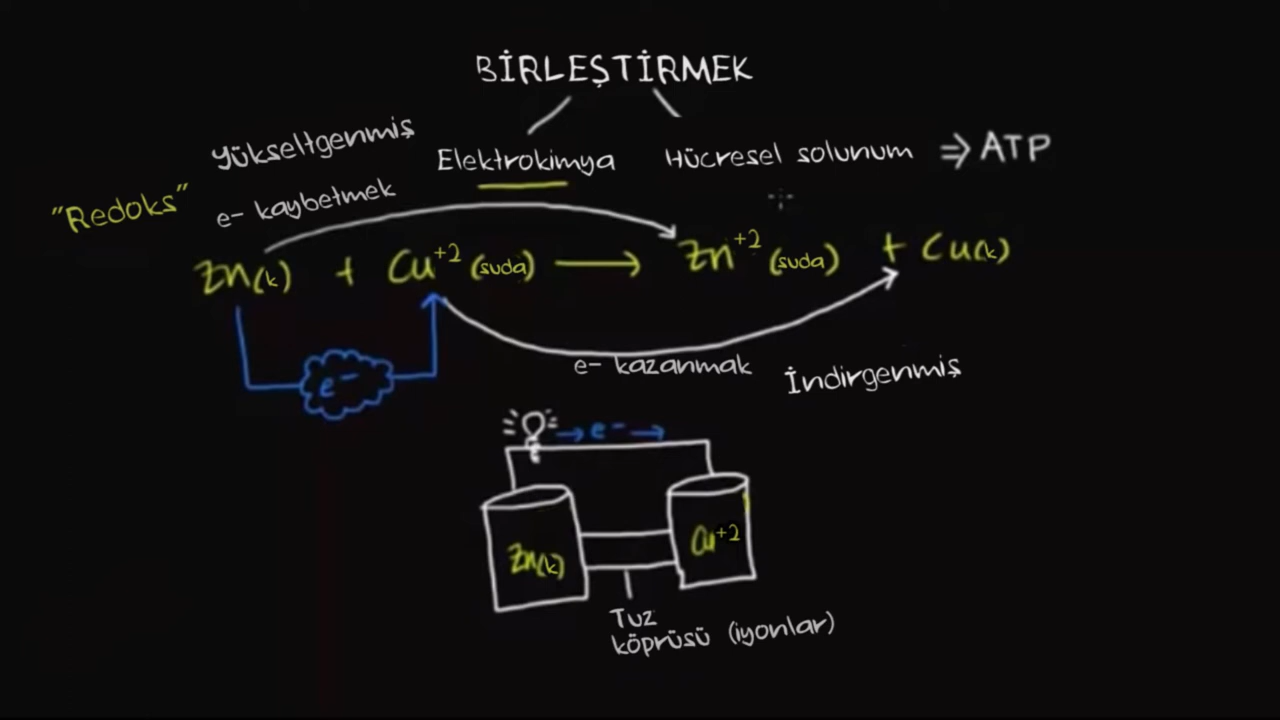 BİRLEŞTİRMEK
Yükseltgenmiş
Elektrokimya
Hücresel solunum ⇒ ATP
"Redoks"
e- kaybetmek
Zn(k) + Cu+2 (suda) → Zn+2 (suda) + Cu(k)
e-
e- kazanmak
İndirgenmiş
→ e- →
Zn(k)
Cu+2
Tuz
köprüsü (iyonlar)